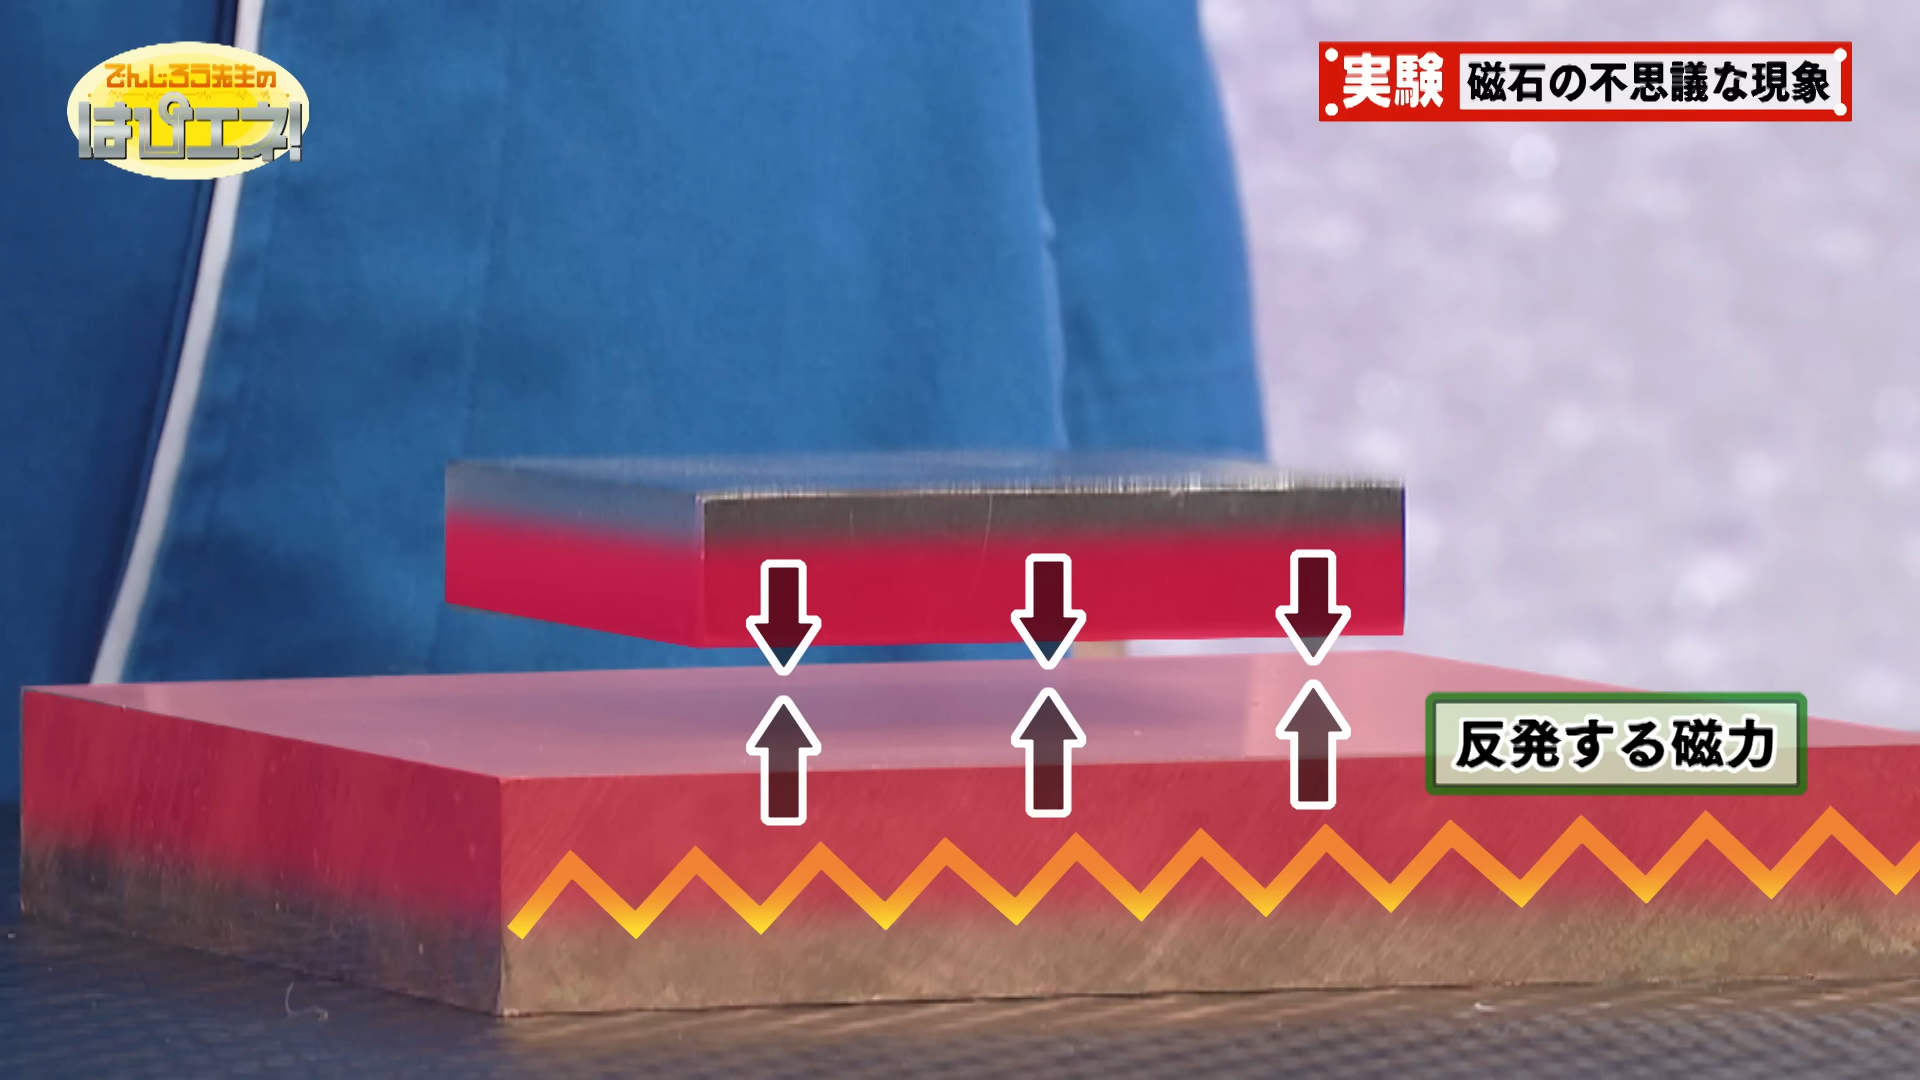 でんじろう先生の
はぴエネ!
実験 磁石の不思議な現象
反発する磁力